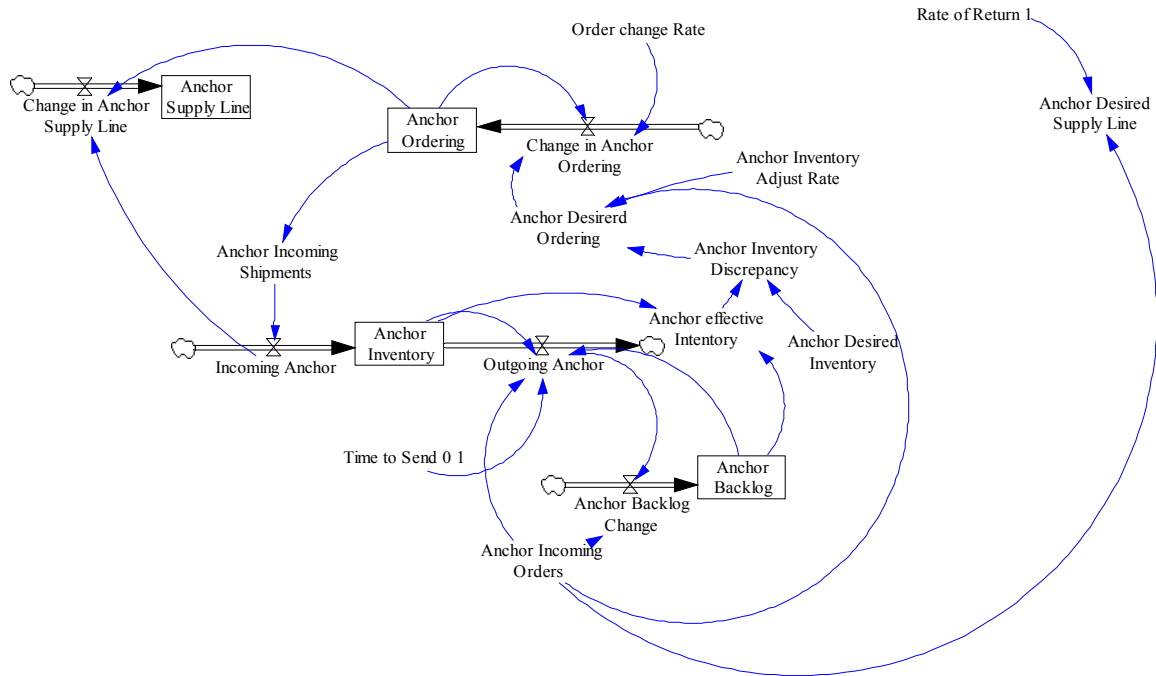 Rate of Return 1
Order change Rate
Anchor
Supply Line
Change in Anchor
Supply Line
Anchor
Ordering
Change in Anchor
Ordering
Anchor Desired
Supply Line
Anchor Inventory
Adjust Rate
Anchor Desirerd
Ordering
Anchor Incoming
Shipments
Anchor Inventory
Discrepancy
Anchor effective
Intentory
Anchor Desired
Inventory
Anchor
Inventory
Incoming Anchor
Outgoing Anchor
Time to Send 0 1
Anchor
Backlog
Anchor Backlog
Change
Anchor Incoming
Orders